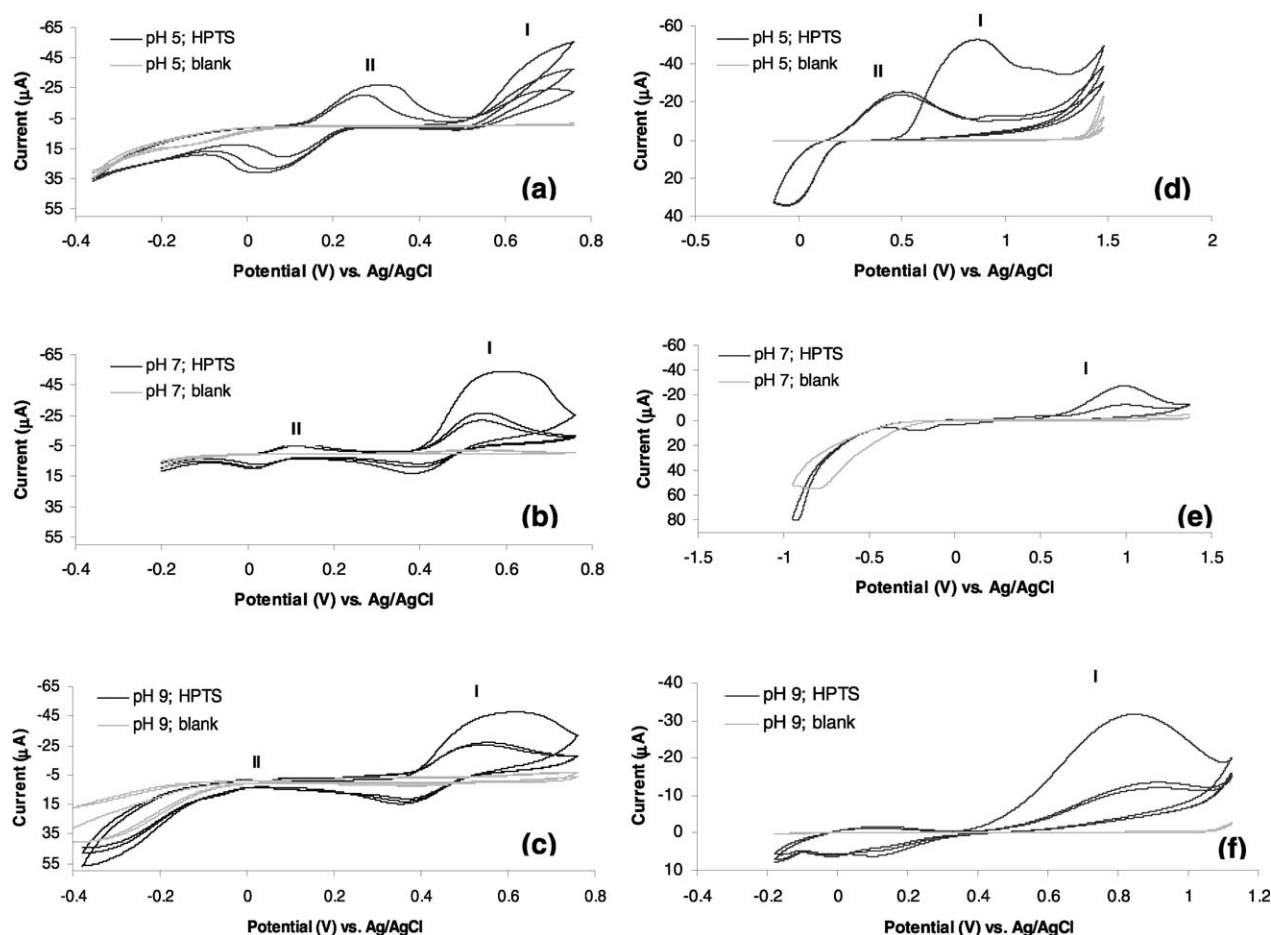 I
pH 5; HPTS
pH 5; blank
II
Current (μA)
-65
-45
-25
-5
15
35
55
(a)
-0.4 -0.2 0 0.2 0.4 0.6 0.8
Potential (V) vs. Ag/AgCl
I
pH 5; HPTS
pH 5; blank
II
Current (μA)
-60
-40
-20
0
20
40
(d)
-0.5 0 0.5 1 1.5 2
Potential (V) vs. Ag/AgCl
I
pH 7; HPTS
pH 7; blank
II
Current (μA)
-65
-45
-25
-5
15
35
55
(b)
-0.4 -0.2 0 0.2 0.4 0.6 0.8
Potential (V) vs. Ag/AgCl
I
pH 7; HPTS
pH 7; blank
Current (μA)
-60
-40
-20
0
20
40
60
80
(e)
-1.5 -1 -0.5 0 0.5 1 1.5
Potential (V) vs. Ag/AgCl
I
pH 9; HPTS
pH 9; blank
II
Current (μA)
-65
-45
-25
-5
15
35
55
(c)
-0.4 -0.2 0 0.2 0.4 0.6 0.8
Potential (V) vs. Ag/AgCl
I
pH 9; HPTS
pH 9; blank
Current (μA)
-40
-30
-20
-10
0
10
(f)
-0.4 -0.2 0 0.2 0.4 0.6 0.8 1 1.2
Potential (V) vs. Ag/AgCl